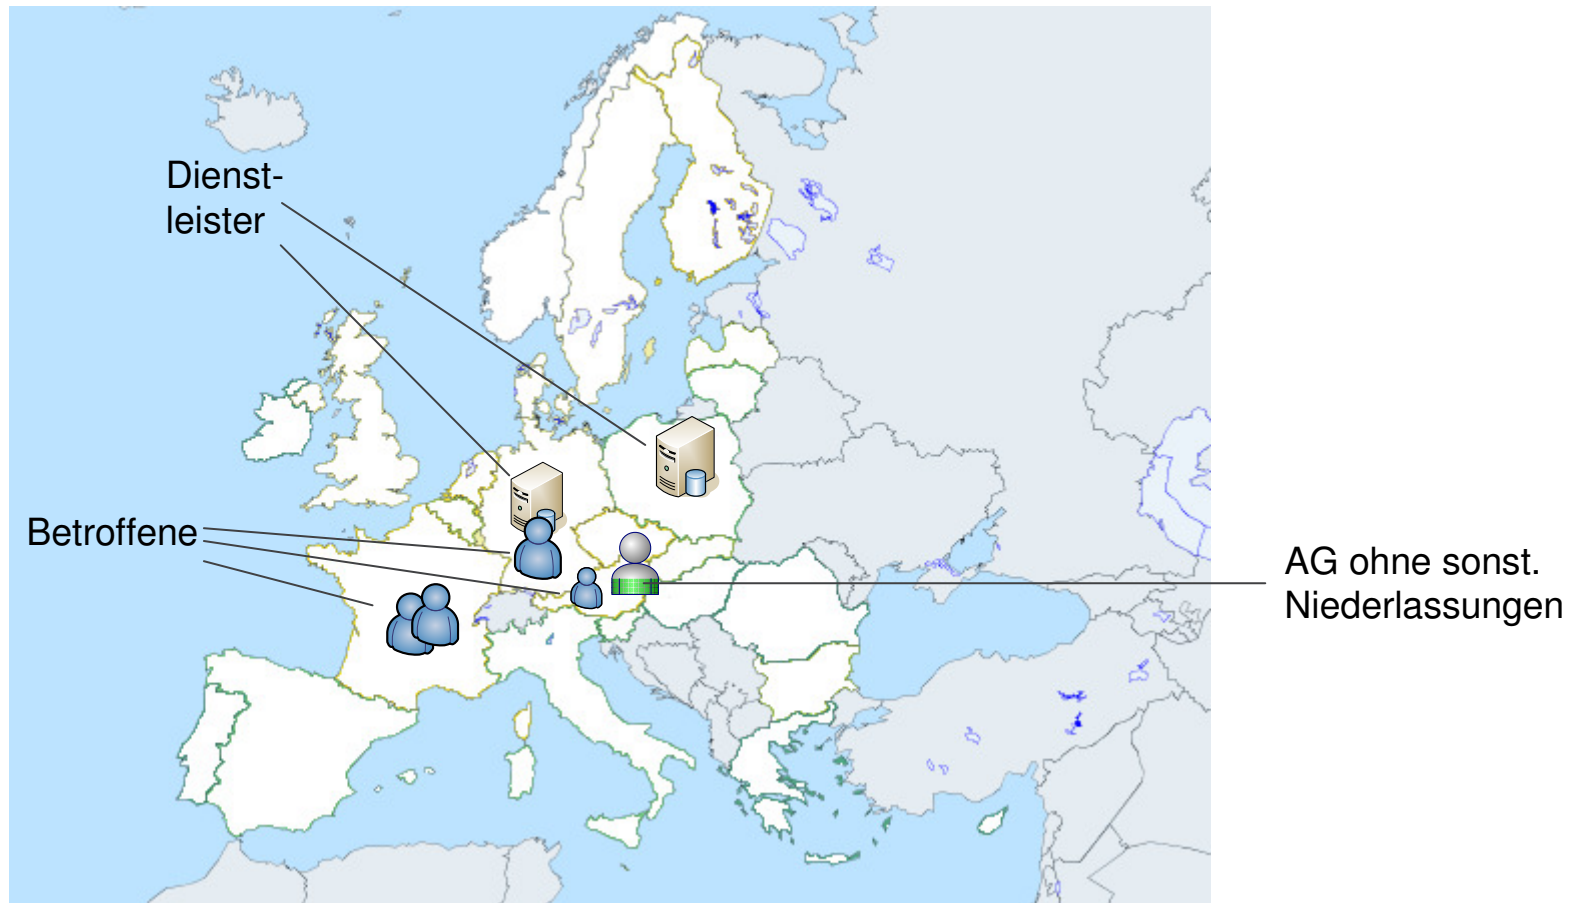 Dienst-
leister
Betroffene
AG ohne sonst.
Niederlassungen